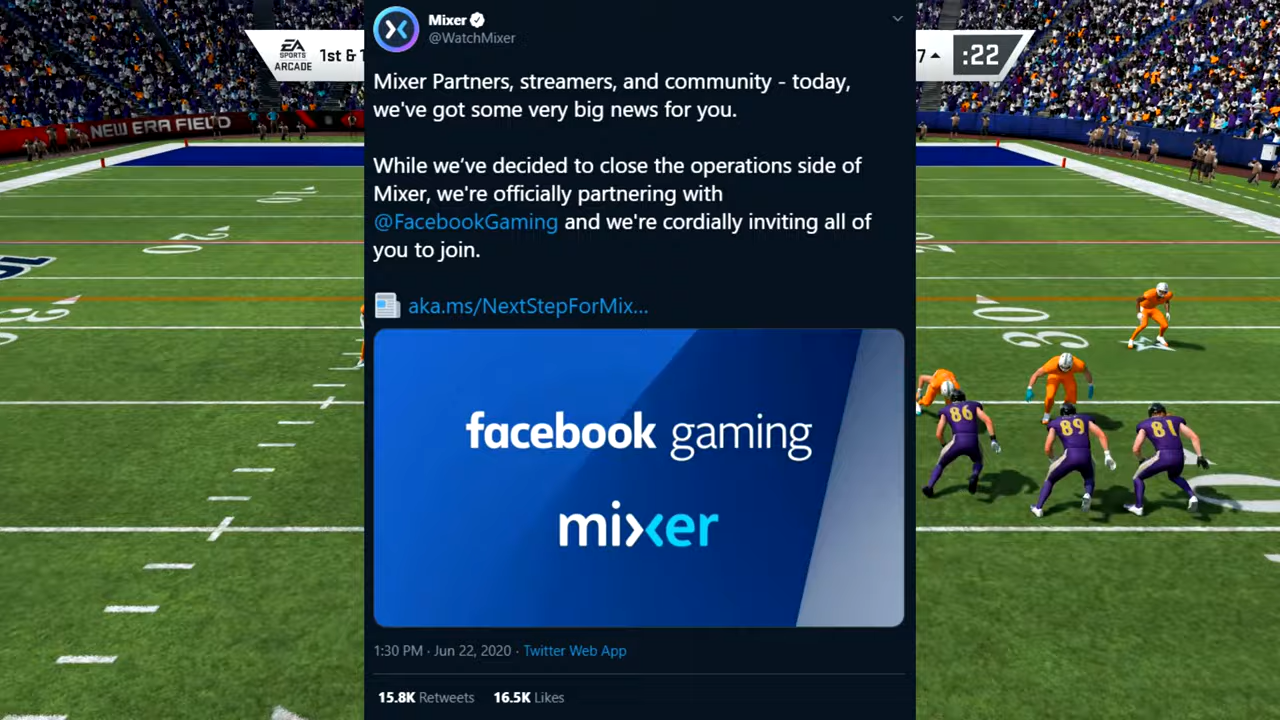 Mixer
@WatchMixer
EA
SPORTS
ARCADE
1st & 1
7
:22
Mixer Partners, streamers, and community - today,
we've got some very big news for you.
NEW ERA FIELD
While we've decided to close the operations side of
Mixer, we're officially partnering with
@FacebookGaming and we're cordially inviting all of
you to join.
aka.ms/NextStepForMix...
facebook gaming
mixer
86
89
81
1:30 PM · Jun 22, 2020 · Twitter Web App
15.8K Retweets 16.5K Likes